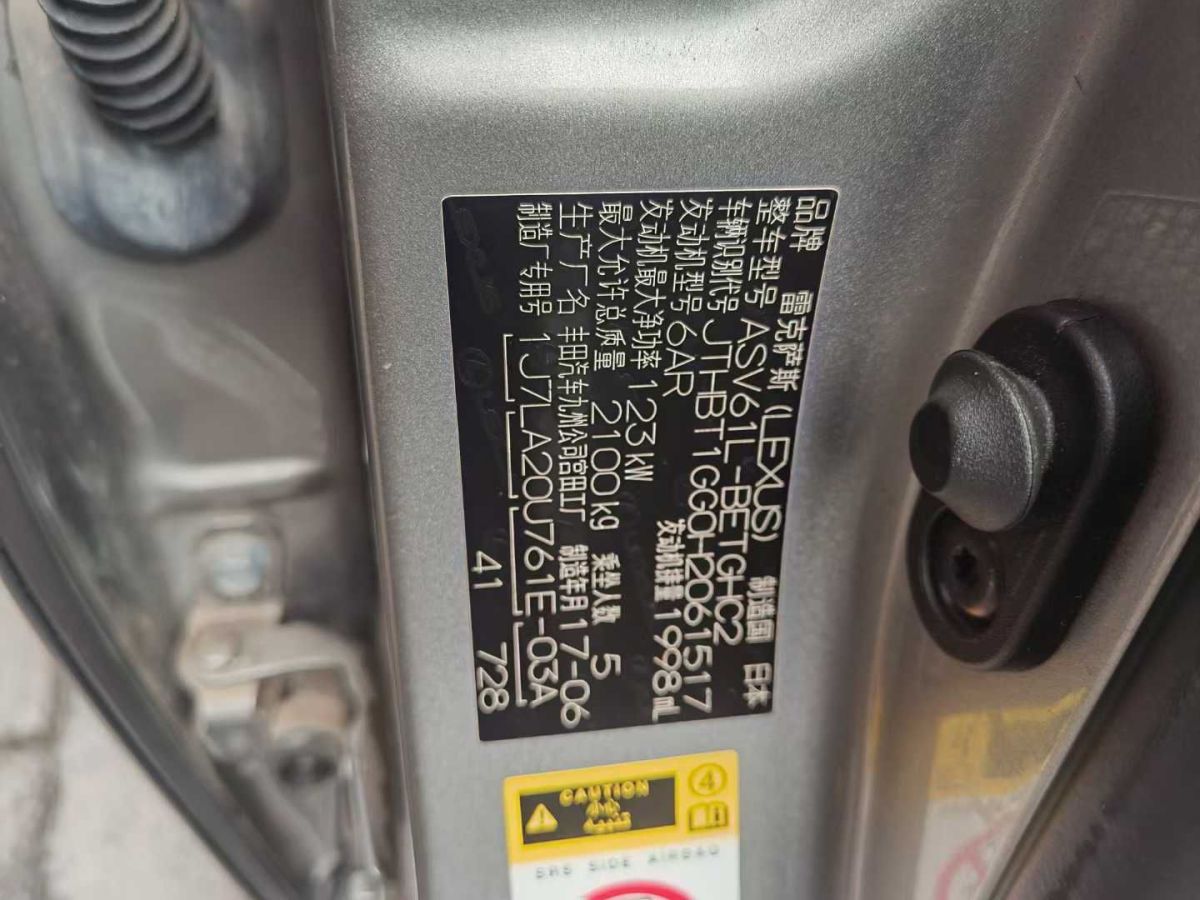 品牌 雷克萨斯 (LEXUS) 制造国 日本
整车型号 ASV61L-BETGHC2
车辆识别代号 JTHBT1GG0H2061517
发动机型号 6AR 发动机排量 1998mL
发动机最大净功率 123kW
最大允许总质量 2100kg 乘坐人数 5
生产厂名 丰田汽车九州公司宫田工厂 制造年月 17-06
制造厂专用号 1J7LA20U761E-03A
41 728
CAUTION
4
SRS SIDE AIRBAG